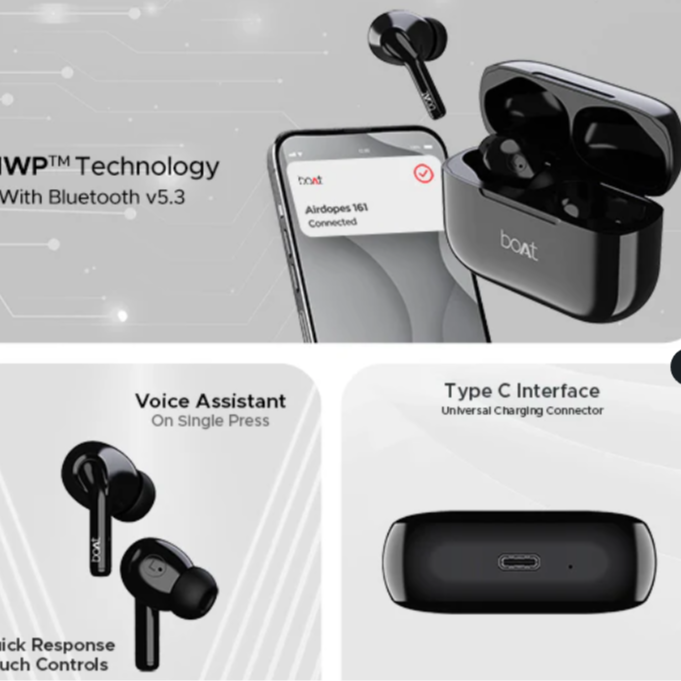 IWP™ Technology
With Bluetooth v5.3
boAt
Airdopes 161
Connected
boAt
Voice Assistant
On Single Press
boAt
ick Response
uch Controls
Type C Interface
Universal Charging Connector